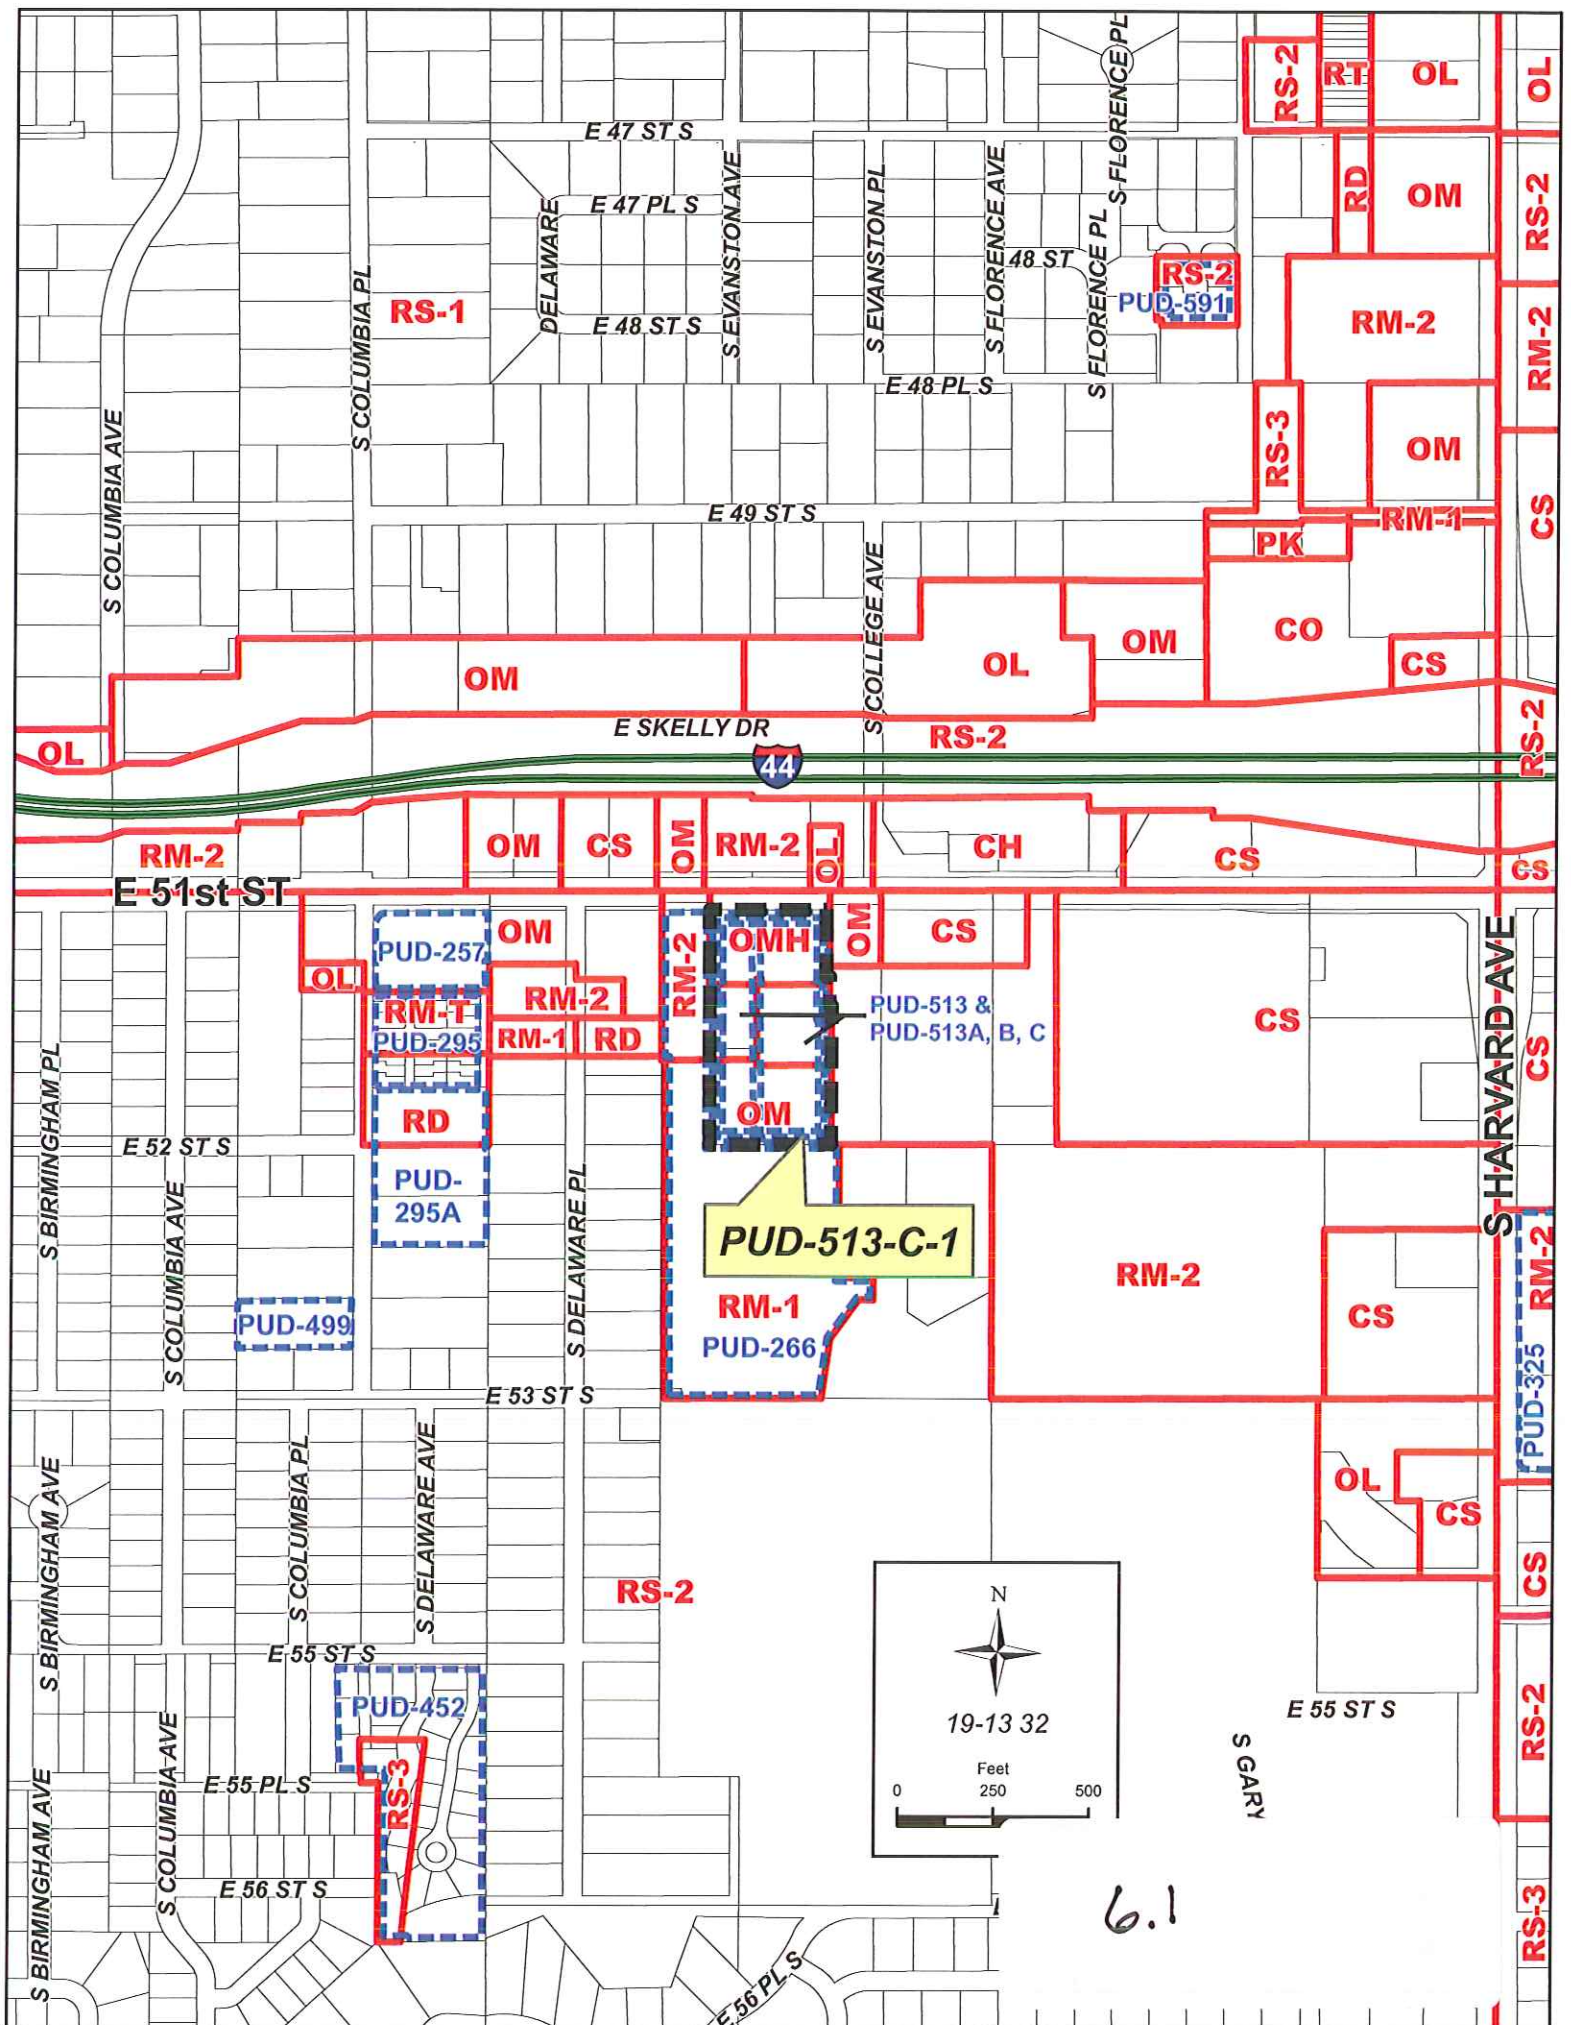 RS-2
RT
OL
OL
S FLORENCE PL
E 47 ST S
RD
OM
RS-2
E 47 PL S
DELAWARE
S EVANSTON AVE
S EVANSTON PL
S FLORENCE AVE
48 ST
S FLORENCE PL
RS-2
PUD-591
RS-1
S COLUMBIA PL
E 48 ST S
RM-2
RM-2
E 48 PL S
S COLUMBIA AVE
RS-3
OM
CS
E 49 ST S
RM-1
PK
S COLLEGE AVE
OM
OL
OM
CO
CS
OL
E SKELLY DR
RS-2
RS-2
44
RM-2
OM
CS
OM
RM-2
OL
CH
CS
CS
E 51st ST
PUD-257
OM
RM-2
OMH
OM
CS
OL
RM-T
PUD-295
RM-2
RM-1
RD
PUD-513 &
PUD-513A, B, C
CS
CS
S HARVARD AVE
OM
RD
S BIRMINGHAM PL
E 52 ST S
PUD-
295A
S COLUMBIA AVE
S DELAWARE PL
PUD-513-C-1
RM-2
RM-2
PUD-499
RM-1
PUD-266
CS
PUD-325
E 53 ST S
S BIRMINGHAM AVE
S COLUMBIA PL
S DELAWARE AVE
OL
CS
CS
RS-2
N
19-13 32
Feet
0 250 500
E 55 ST S
PUD-452
E 55 ST S
RS-2
S GARY
S COLUMBIA AVE
E 55 PL S
RS-3
S BIRMINGHAM AVE
E 56 ST S
6.1
RS-3
E 56 PL S